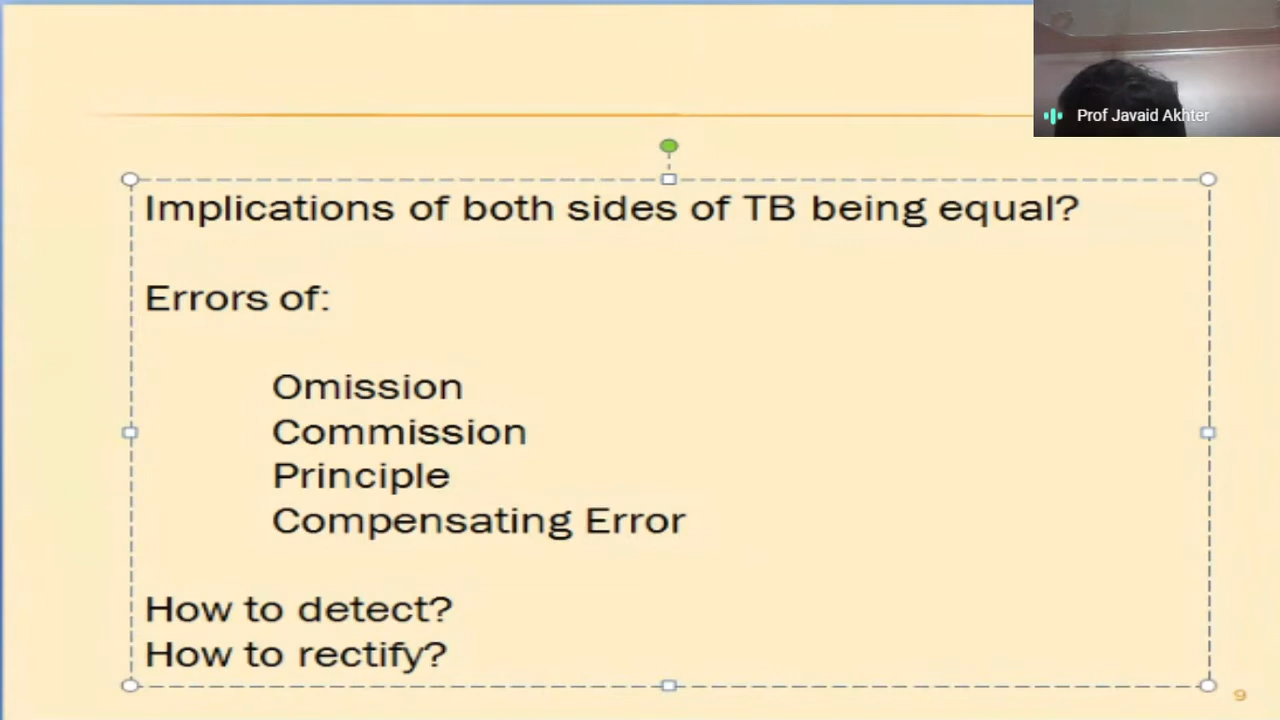 Prof Javaid Akhter
Implications of both sides of TB being equal?
Errors of:
Omission
Commission
Principle
Compensating Error
How to detect?
How to rectify?
9